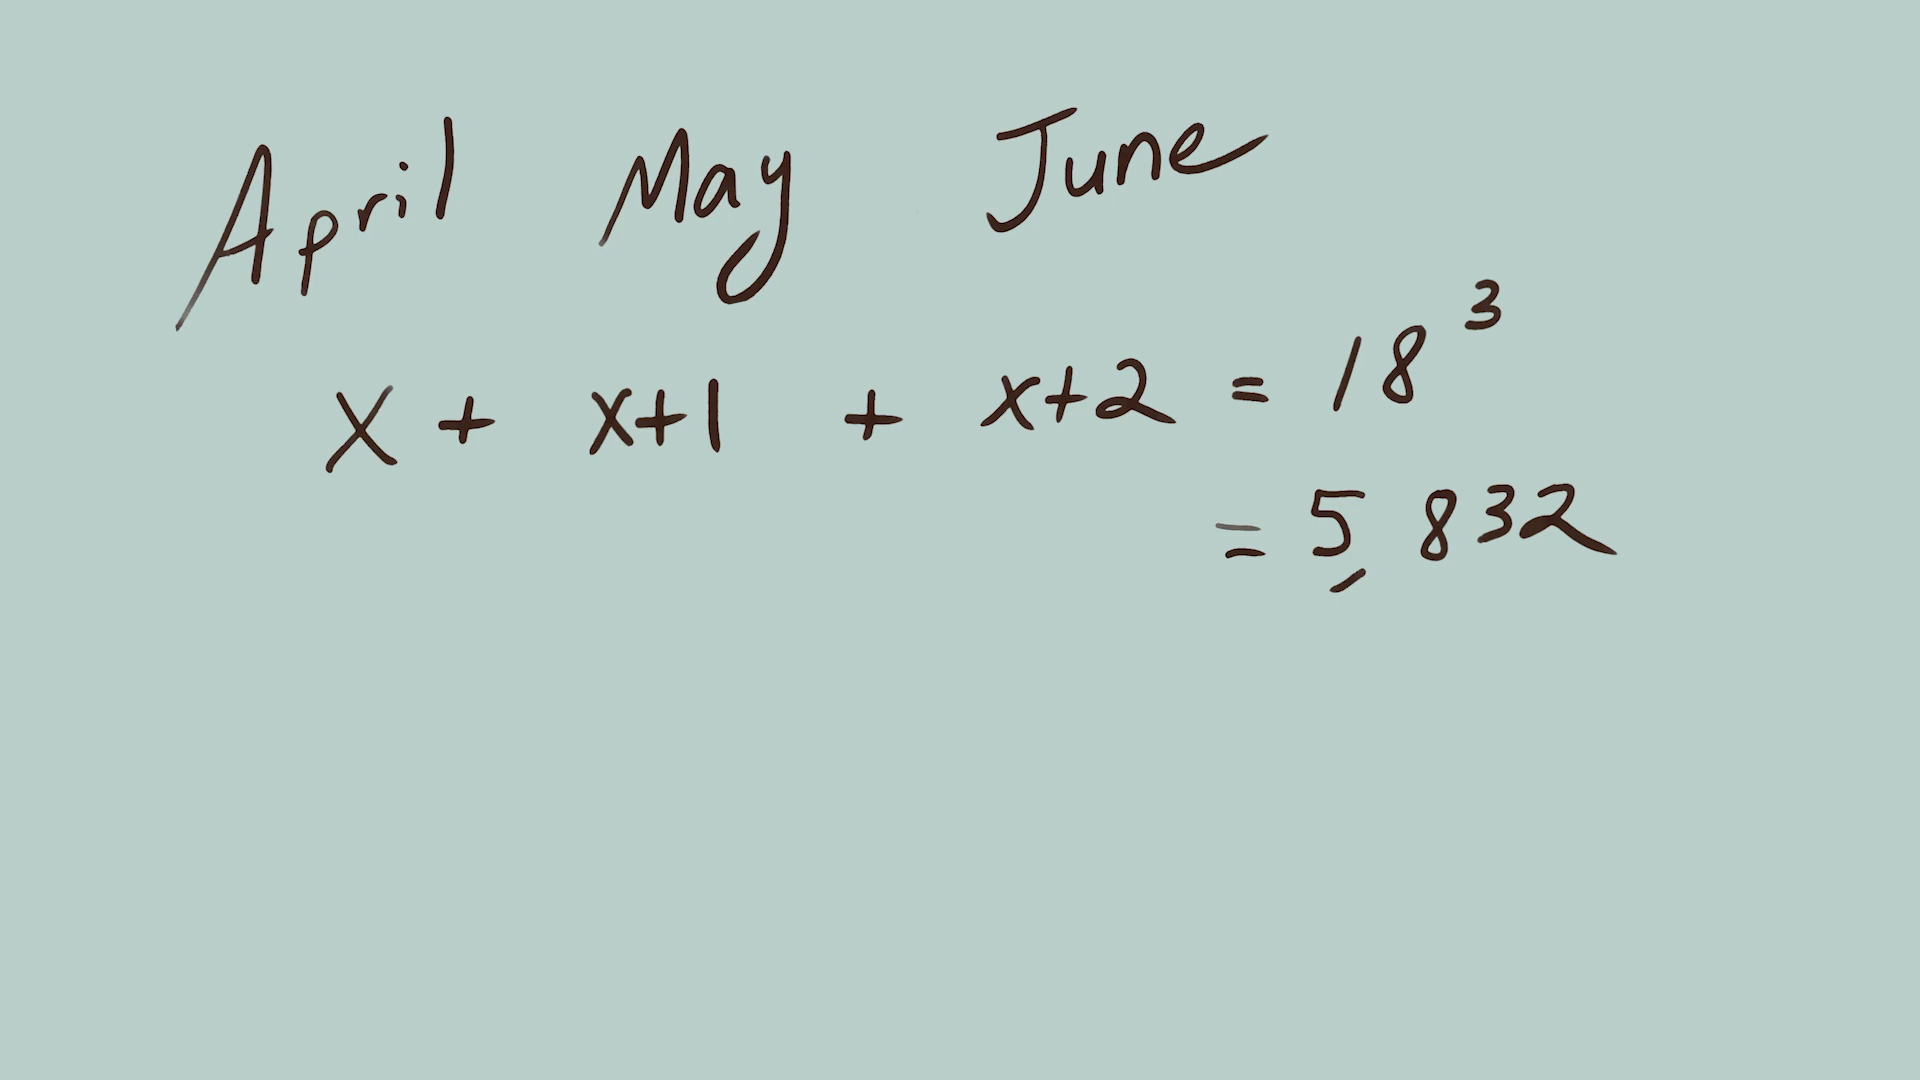 April May June
x + x+1 + x+2 = 18³
= 5,832